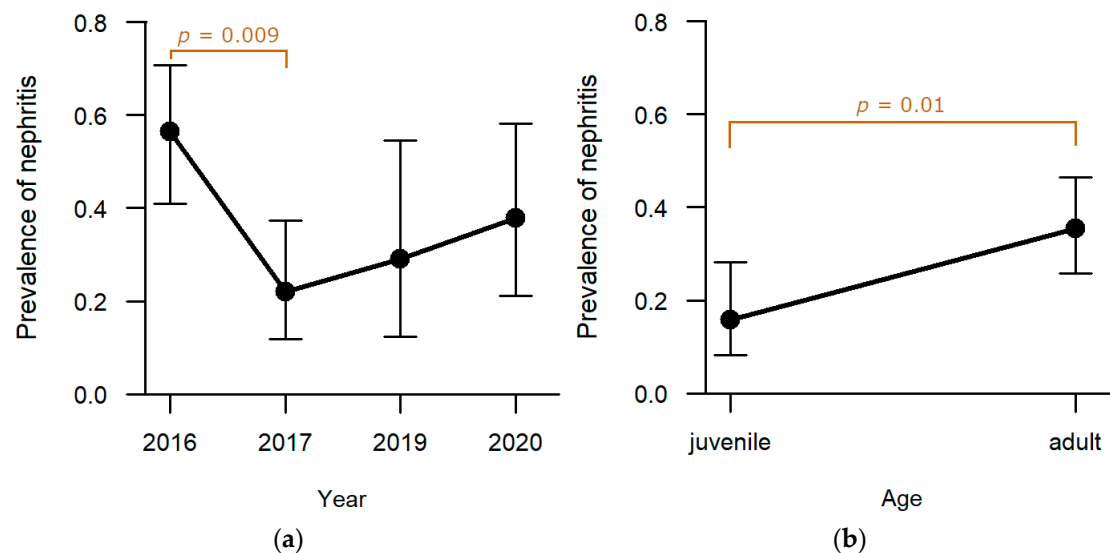 Prevalence of nephritis
0.8
0.6
0.4
0.2
0.0
p = 0.009
2016 2017 2019 2020
Year
(a)
Prevalence of nephritis
0.8
0.6
0.4
0.2
0.0
p = 0.01
juvenile adult
Age
(b)